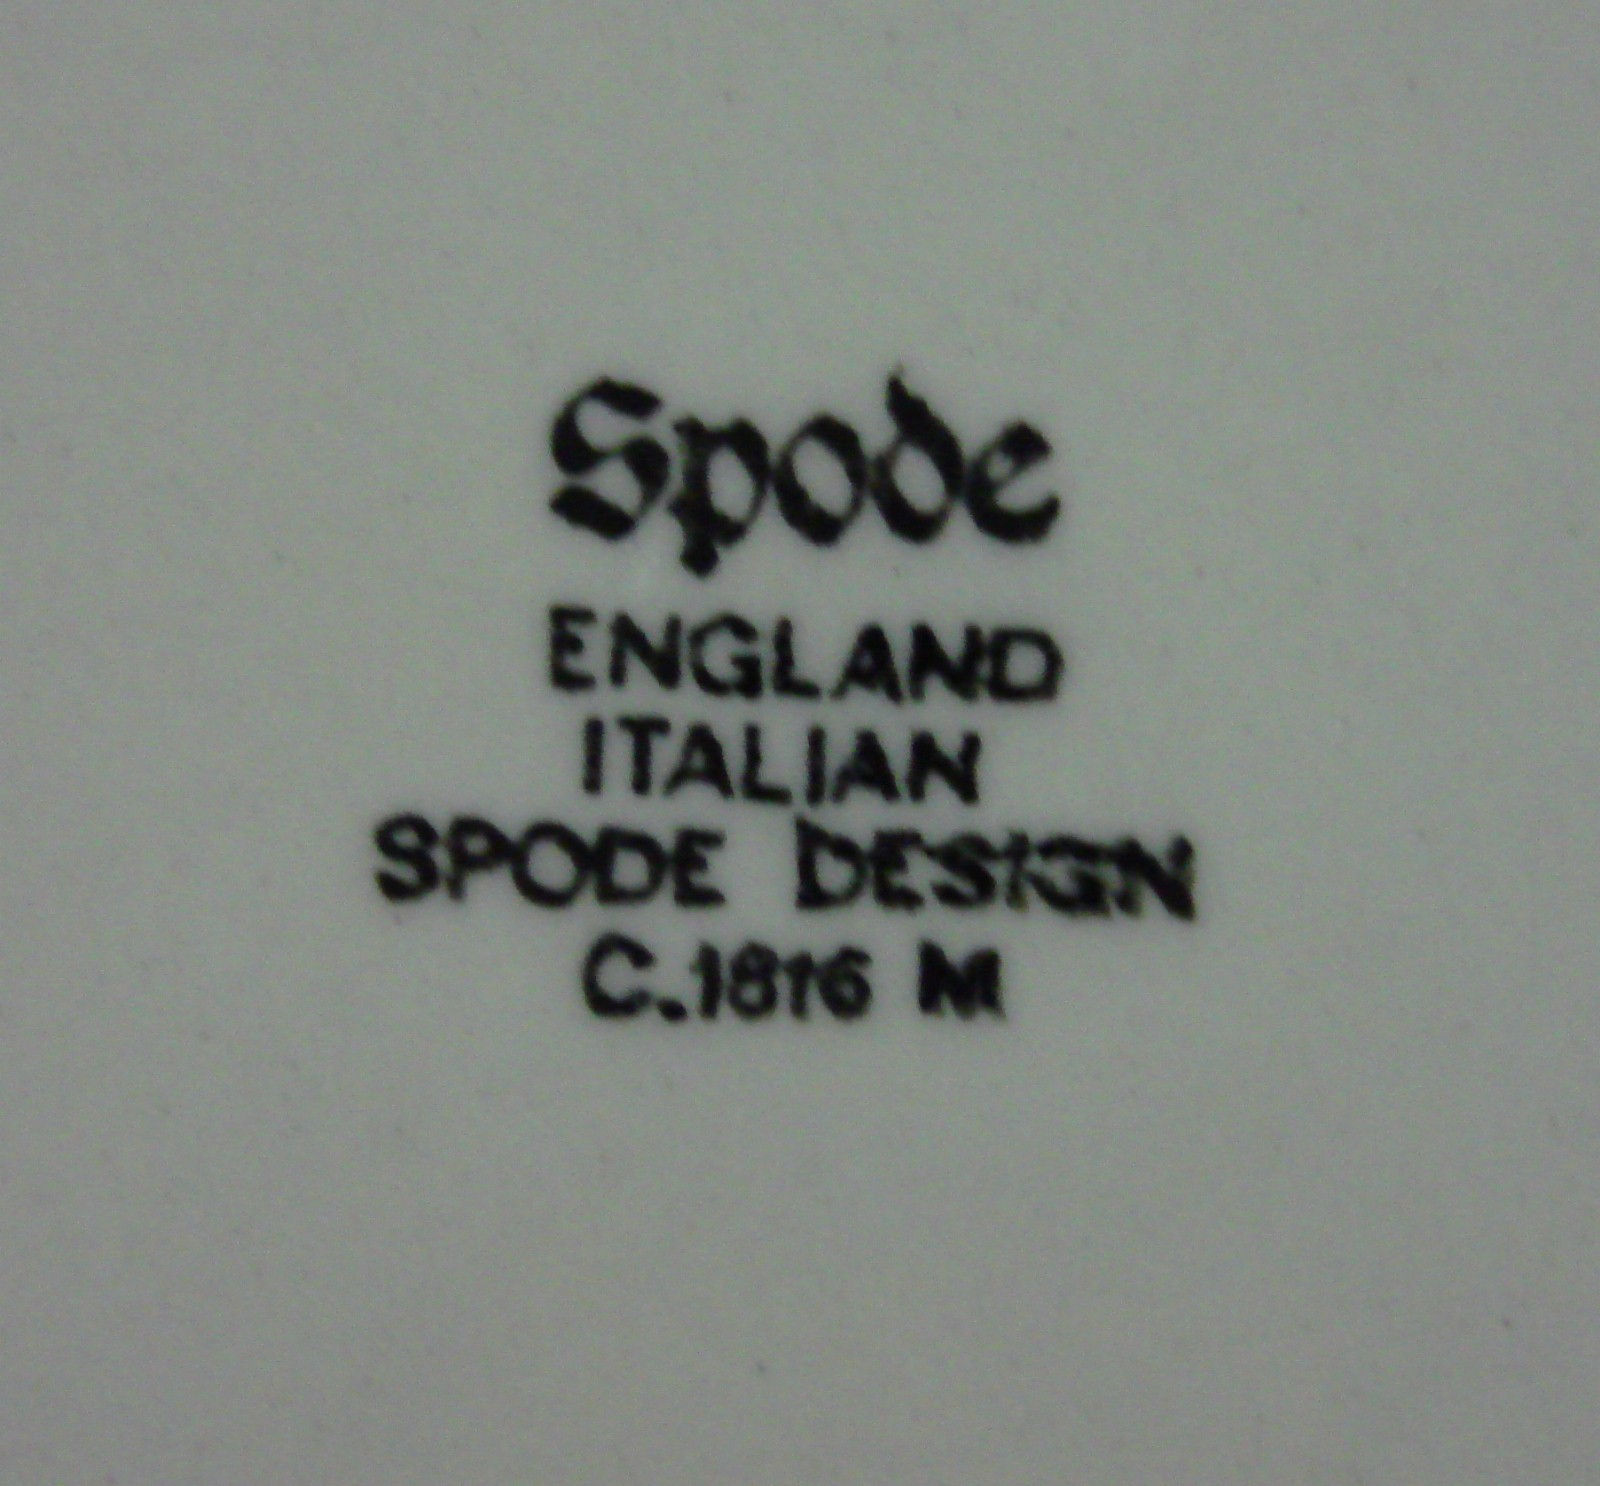 Spode
ENGLAND
ITALIAN
SPODE DESIGN
C.1816 M